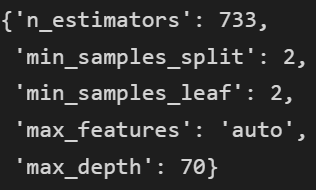 {'n_estimators': 733,
 'min_samples_split': 2,
 'min_samples_leaf': 2,
 'max_features': 'auto',
 'max_depth': 70}